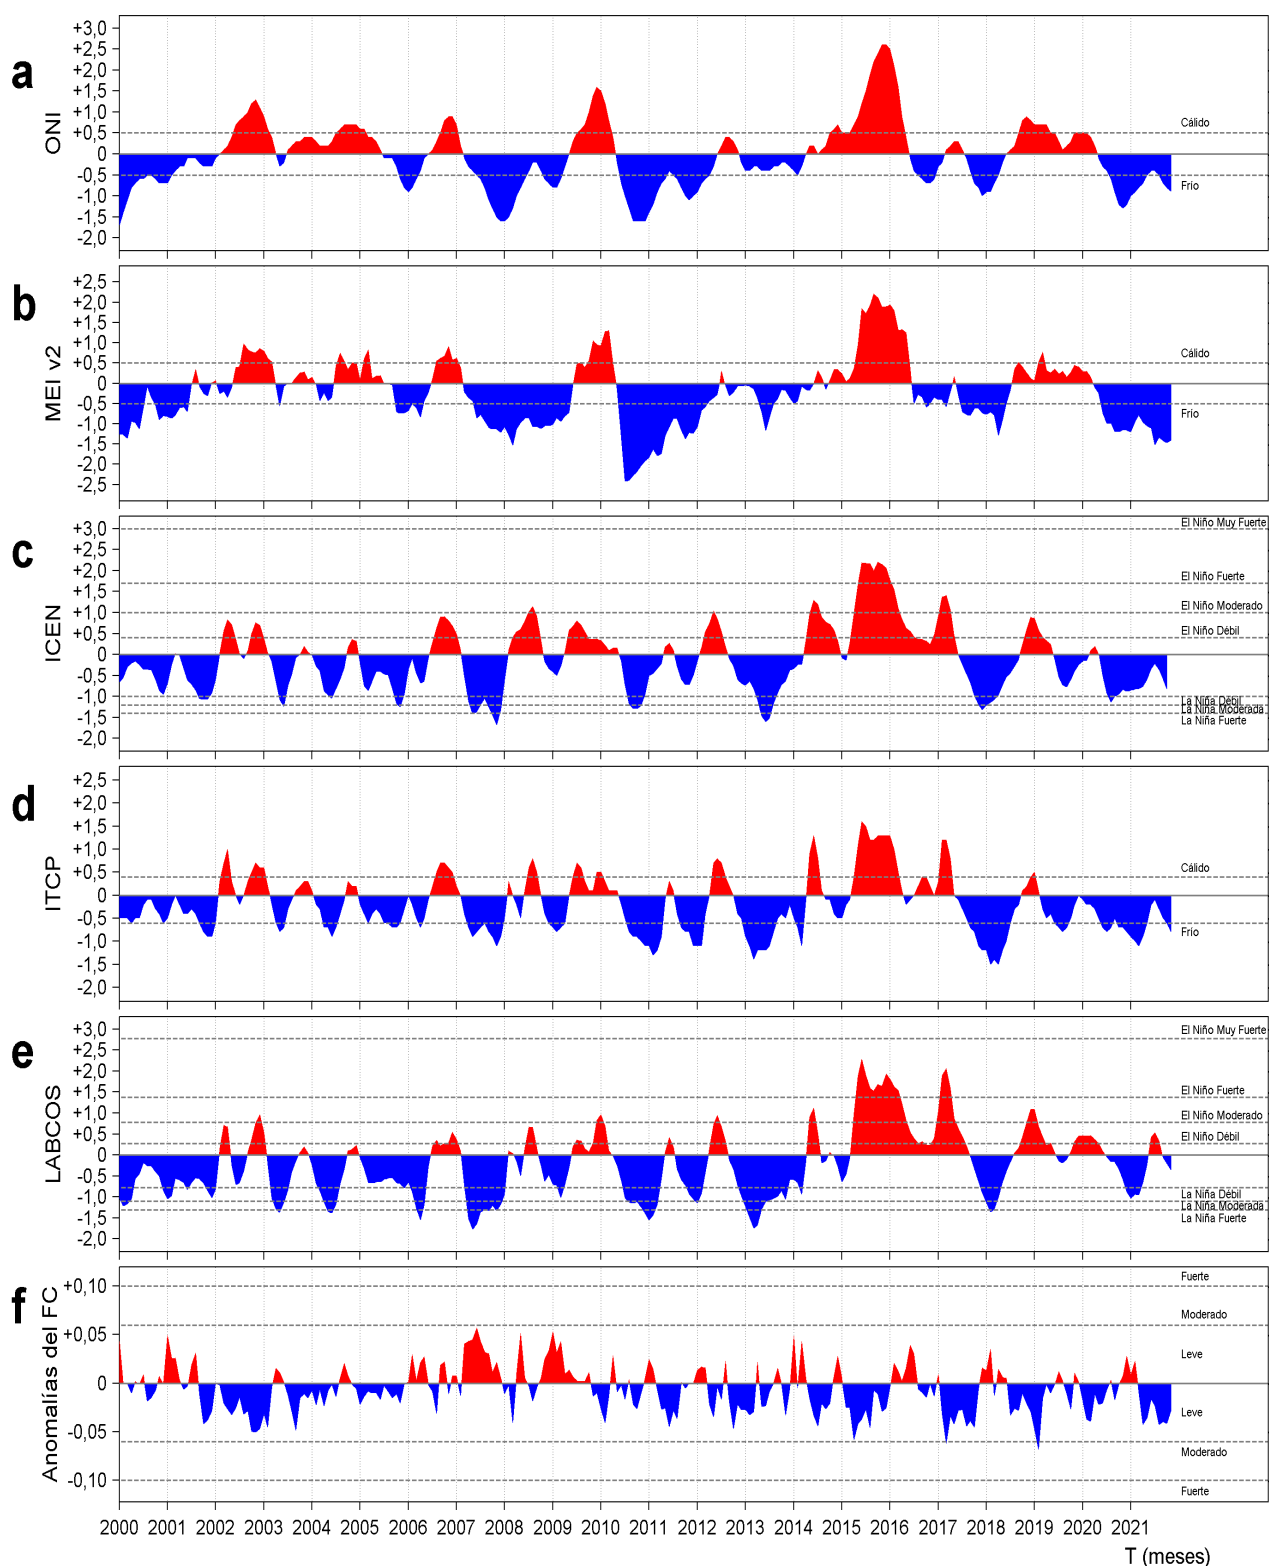 a
ONI
+3,0
+2,5
+2,0
+1,5
+1,0
+0,5
0
-0,5
-1,0
-1,5
-2,0
Cálido
Frío
b
MEI v2
+2,5
+2,0
+1,5
+1,0
+0,5
0
-0,5
-1,0
-1,5
-2,0
-2,5
Cálido
Frío
c
ICEN
+3,0
+2,5
+2,0
+1,5
+1,0
+0,5
0
-0,5
-1,0
-1,5
-2,0
El Niño Muy Fuerte
El Niño Fuerte
El Niño Moderado
El Niño Débil
La Niña Débil
La Niña Moderada
La Niña Fuerte
d
ITCP
+2,5
+2,0
+1,5
+1,0
+0,5
0
-0,5
-1,0
-1,5
-2,0
Cálido
Frío
e
LABCOS
+3,0
+2,5
+2,0
+1,5
+1,0
+0,5
0
-0,5
-1,0
-1,5
-2,0
El Niño Muy Fuerte
El Niño Fuerte
El Niño Moderado
El Niño Débil
La Niña Débil
La Niña Moderada
La Niña Fuerte
f
Anomalías del FC
+0,10
+0,05
0
-0,05
-0,10
Fuerte
Moderado
Leve
Leve
Moderado
Fuerte
2000 2001 2002 2003 2004 2005 2006 2007 2008 2009 2010 2011 2012 2013 2014 2015 2016 2017 2018 2019 2020 2021
T (meses)